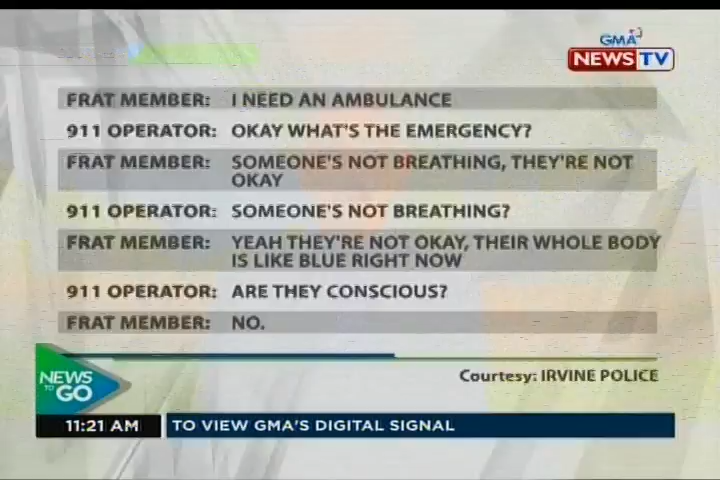 GMA
NEWS TV
FRAT MEMBER: I NEED AN AMBULANCE
911 OPERATOR: OKAY WHAT'S THE EMERGENCY?
FRAT MEMBER: SOMEONE'S NOT BREATHING, THEY'RE NOT
OKAY
911 OPERATOR: SOMEONE'S NOT BREATHING?
FRAT MEMBER: YEAH THEY'RE NOT OKAY, THEIR WHOLE BODY
IS LIKE BLUE RIGHT NOW
911 OPERATOR: ARE THEY CONSCIOUS?
FRAT MEMBER: NO.
Courtesy: IRVINE POLICE
NEWS
TO
GO
11:21 AM TO VIEW GMA'S DIGITAL SIGNAL